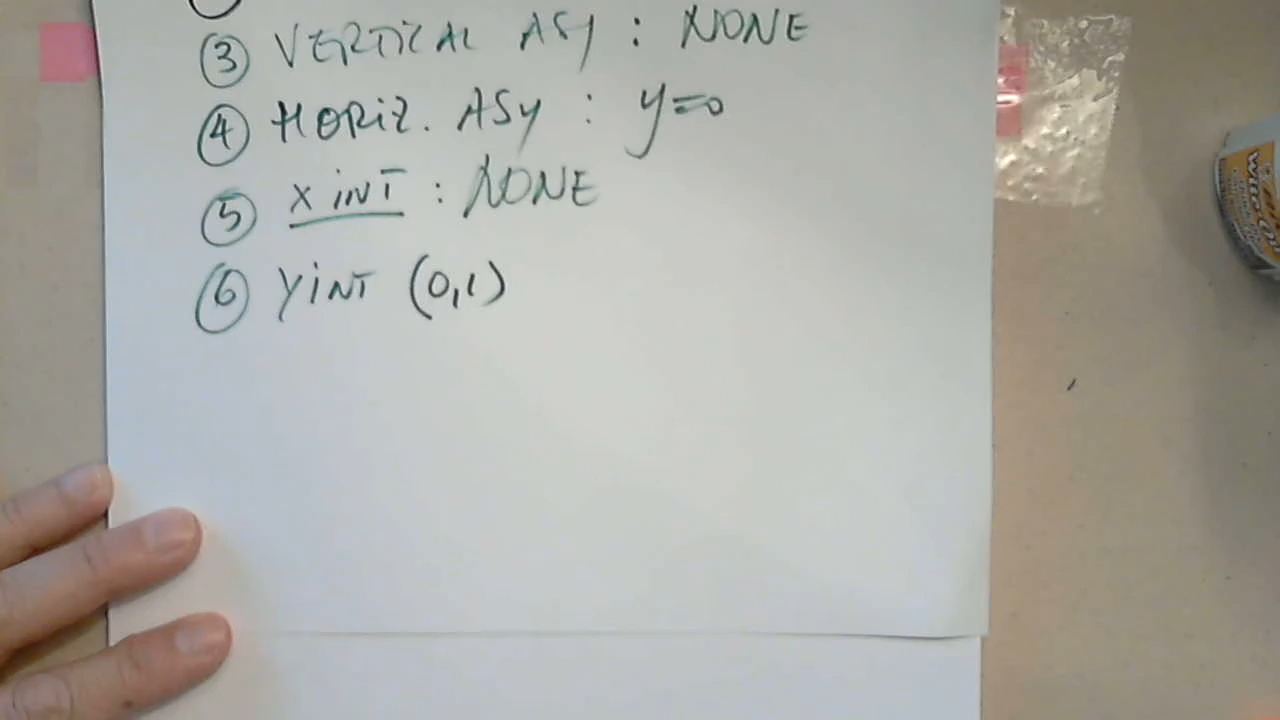 ③ VERTICAL ASY : NONE
④ HORIZ. ASY : y=0
⑤ X INT : NONE
⑥ YINT (0,1)